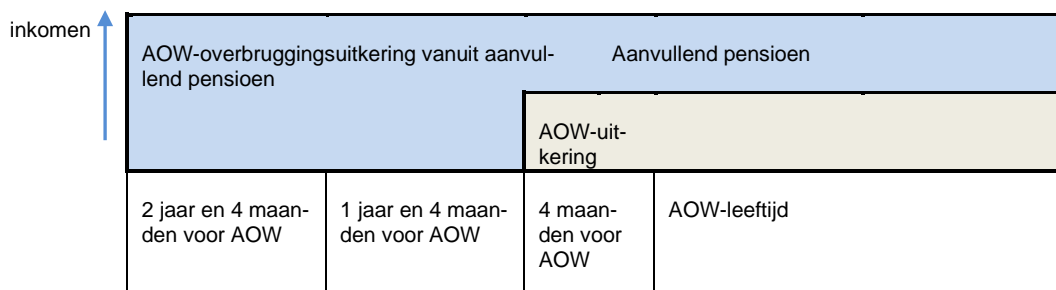 inkomen
AOW-overbruggingsuitkering vanuit aanvul-
lend pensioen
Aanvullend pensioen
AOW-uit-
kering
2 jaar en 4 maan-
den voor AOW
1 jaar en 4 maan-
den voor AOW
4 maan-
den voor
AOW
AOW-leeftijd